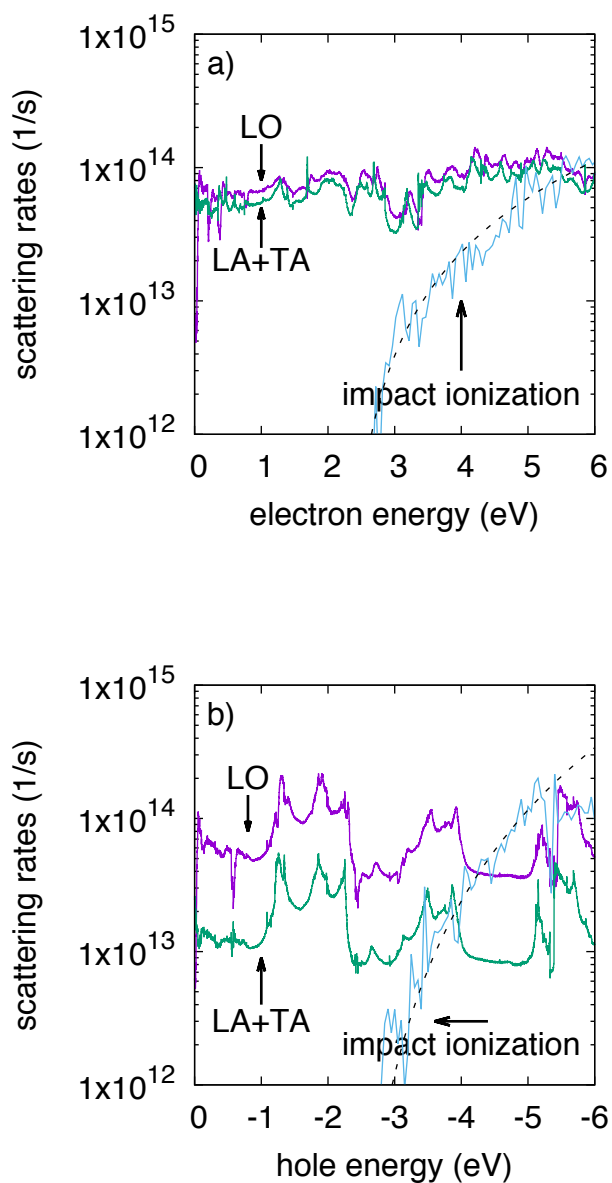 1x10^15
a)
LO
1x10^14
LA+TA
1x10^13
impact ionization
1x10^12
scattering rates (1/s)
0 1 2 3 4 5 6
electron energy (eV)
1x10^15
b)
LO
1x10^14
1x10^13
LA+TA
impact ionization
1x10^12
scattering rates (1/s)
0 -1 -2 -3 -4 -5 -6
hole energy (eV)